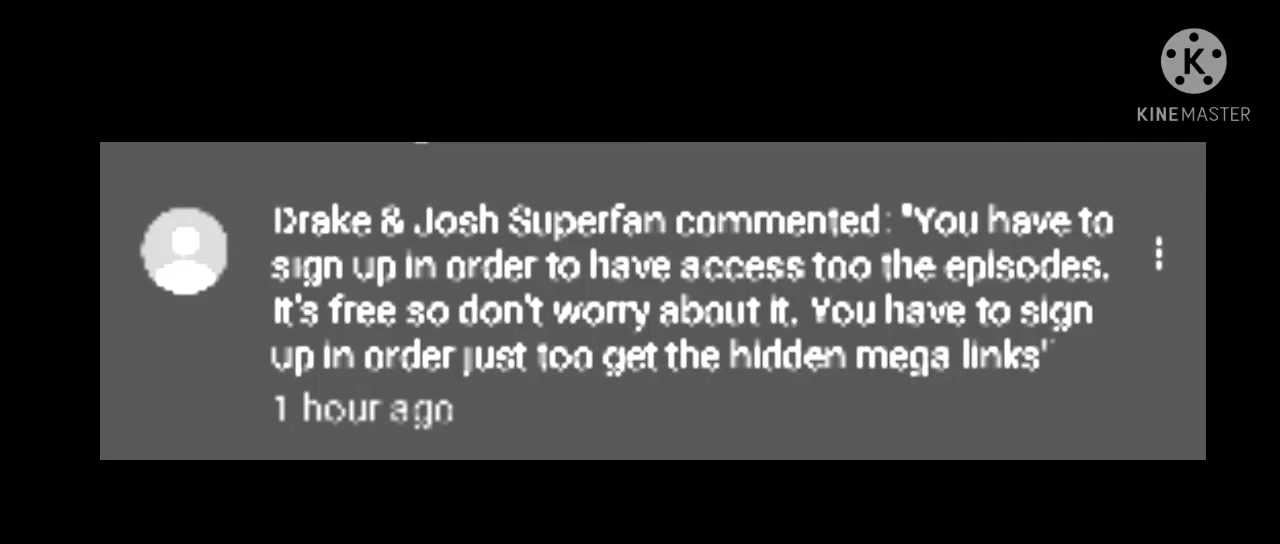 KINEMASTER
Drake & Josh Superfan commented: "You have to
sign up in order to have access too the episodes.
It's free so don't worry about it. You have to sign
up in order just too get the hidden mega links"
1 hour ago